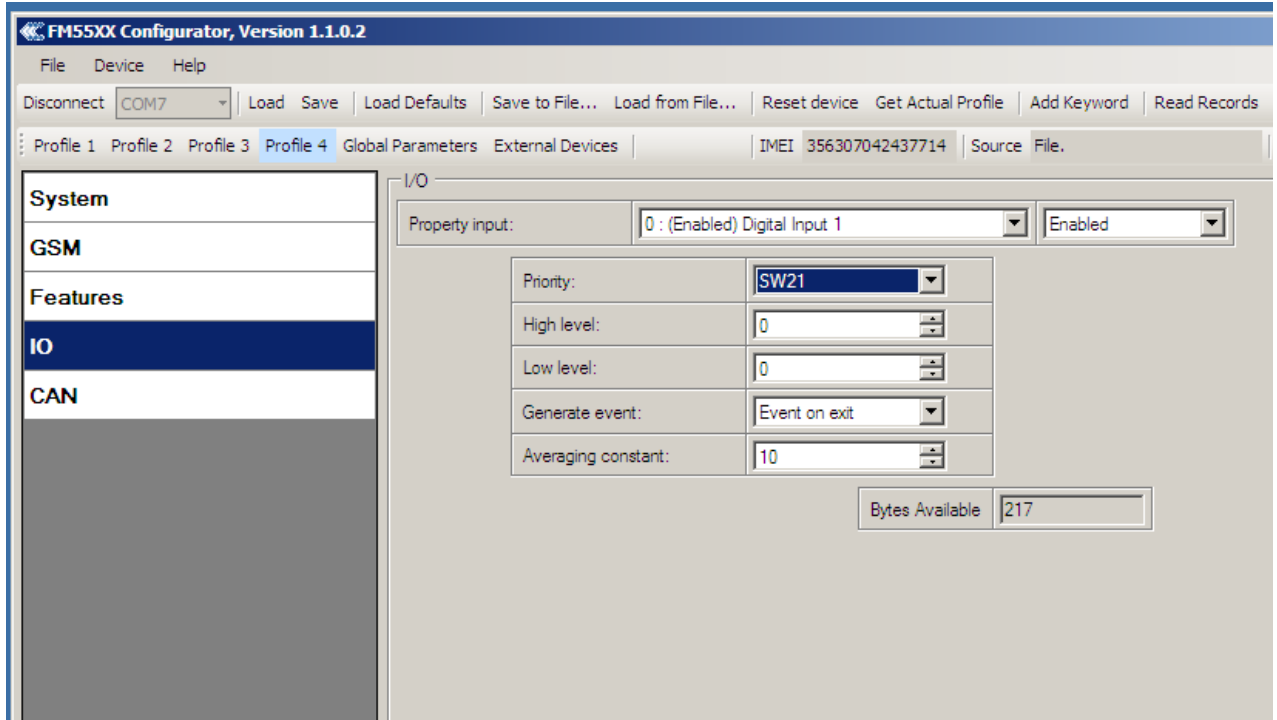 FM55XX Configurator, Version 1.1.0.2
File Device Help
Disconnect COM7 Load Save Load Defaults Save to File... Load from File... Reset device Get Actual Profile Add Keyword Read Records
Profile 1 Profile 2 Profile 3 Profile 4 Global Parameters External Devices IMEI 356307042437714 Source File.
System
GSM
Features
IO
CAN
I/O
Property input: 0 : (Enabled) Digital Input 1 Enabled
Priority: SW21
High level: 0
Low level: 0
Generate event: Event on exit
Averaging constant: 10
Bytes Available 217